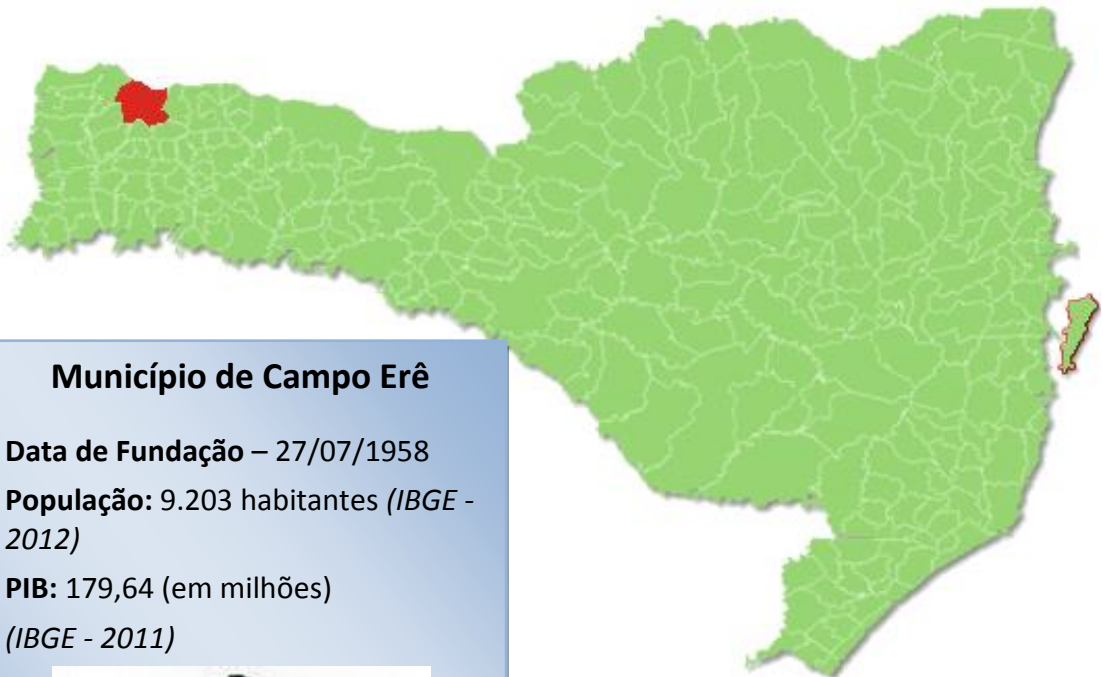 Município de Campo Erê
Data de Fundação – 27/07/1958
População: 9.203 habitantes (IBGE -
2012)
PIB: 179,64 (em milhões)
(IBGE - 2011)